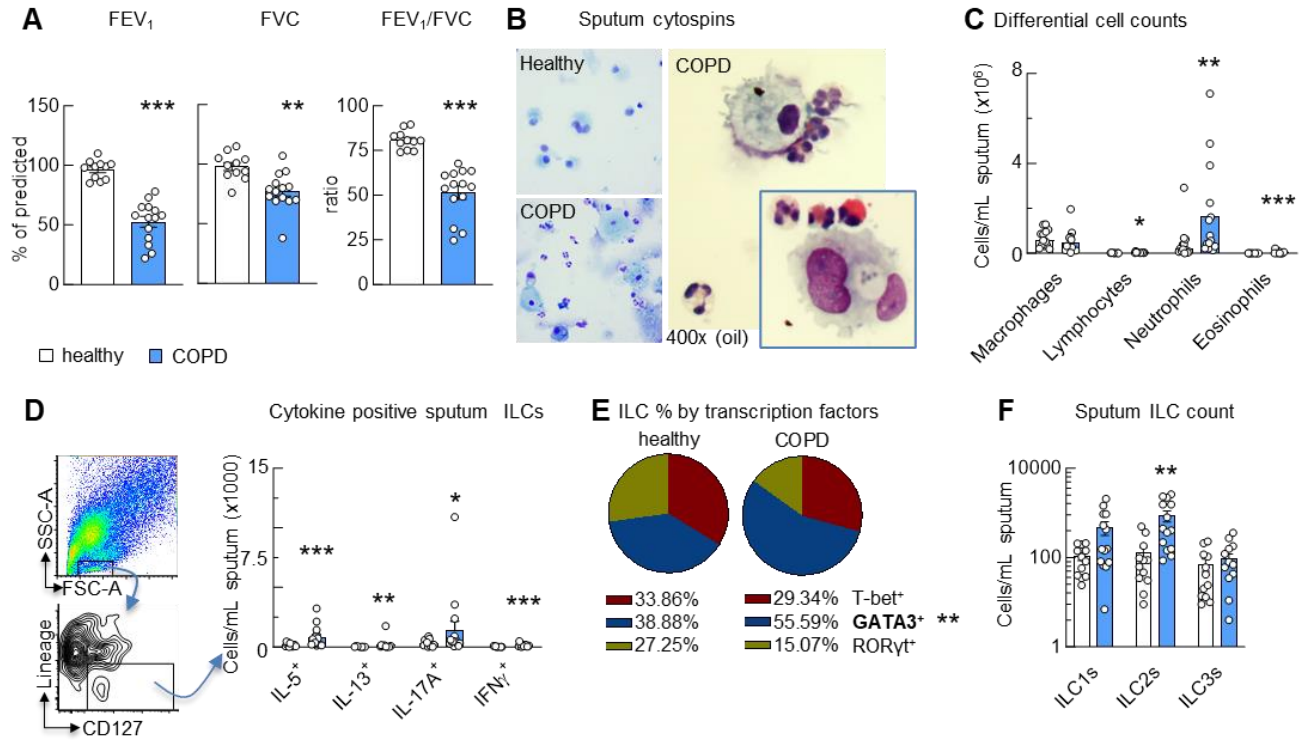 A
FEV1
FVC
FEV1/FVC
% of predicted
150
100
50
0
***
**
ratio
100
75
50
25
0
***
healthy
COPD
B
Sputum cytospins
Healthy
COPD
COPD
400x (oil)
C
Differential cell counts
Cells/mL sputum (x10⁶)
8
4
0
*
**
***
Macrophages
Lymphocytes
Neutrophils
Eosinophils
D
Cytokine positive sputum ILCs
SSC-A
FSC-A
Lineage
CD127
Cells/mL sputum (x1000)
15
7.5
0
***
**
*
***
IL-5+
IL-13+
IL-17A+
IFNγ+
E
ILC % by transcription factors
healthy
COPD
33.86%
29.34%
T-bet+
38.88%
55.59%
GATA3+
**
27.25%
15.07%
RORγt+
F
Sputum ILC count
Cells/mL sputum
10000
100
1
**
ILC1s
ILC2s
ILC3s